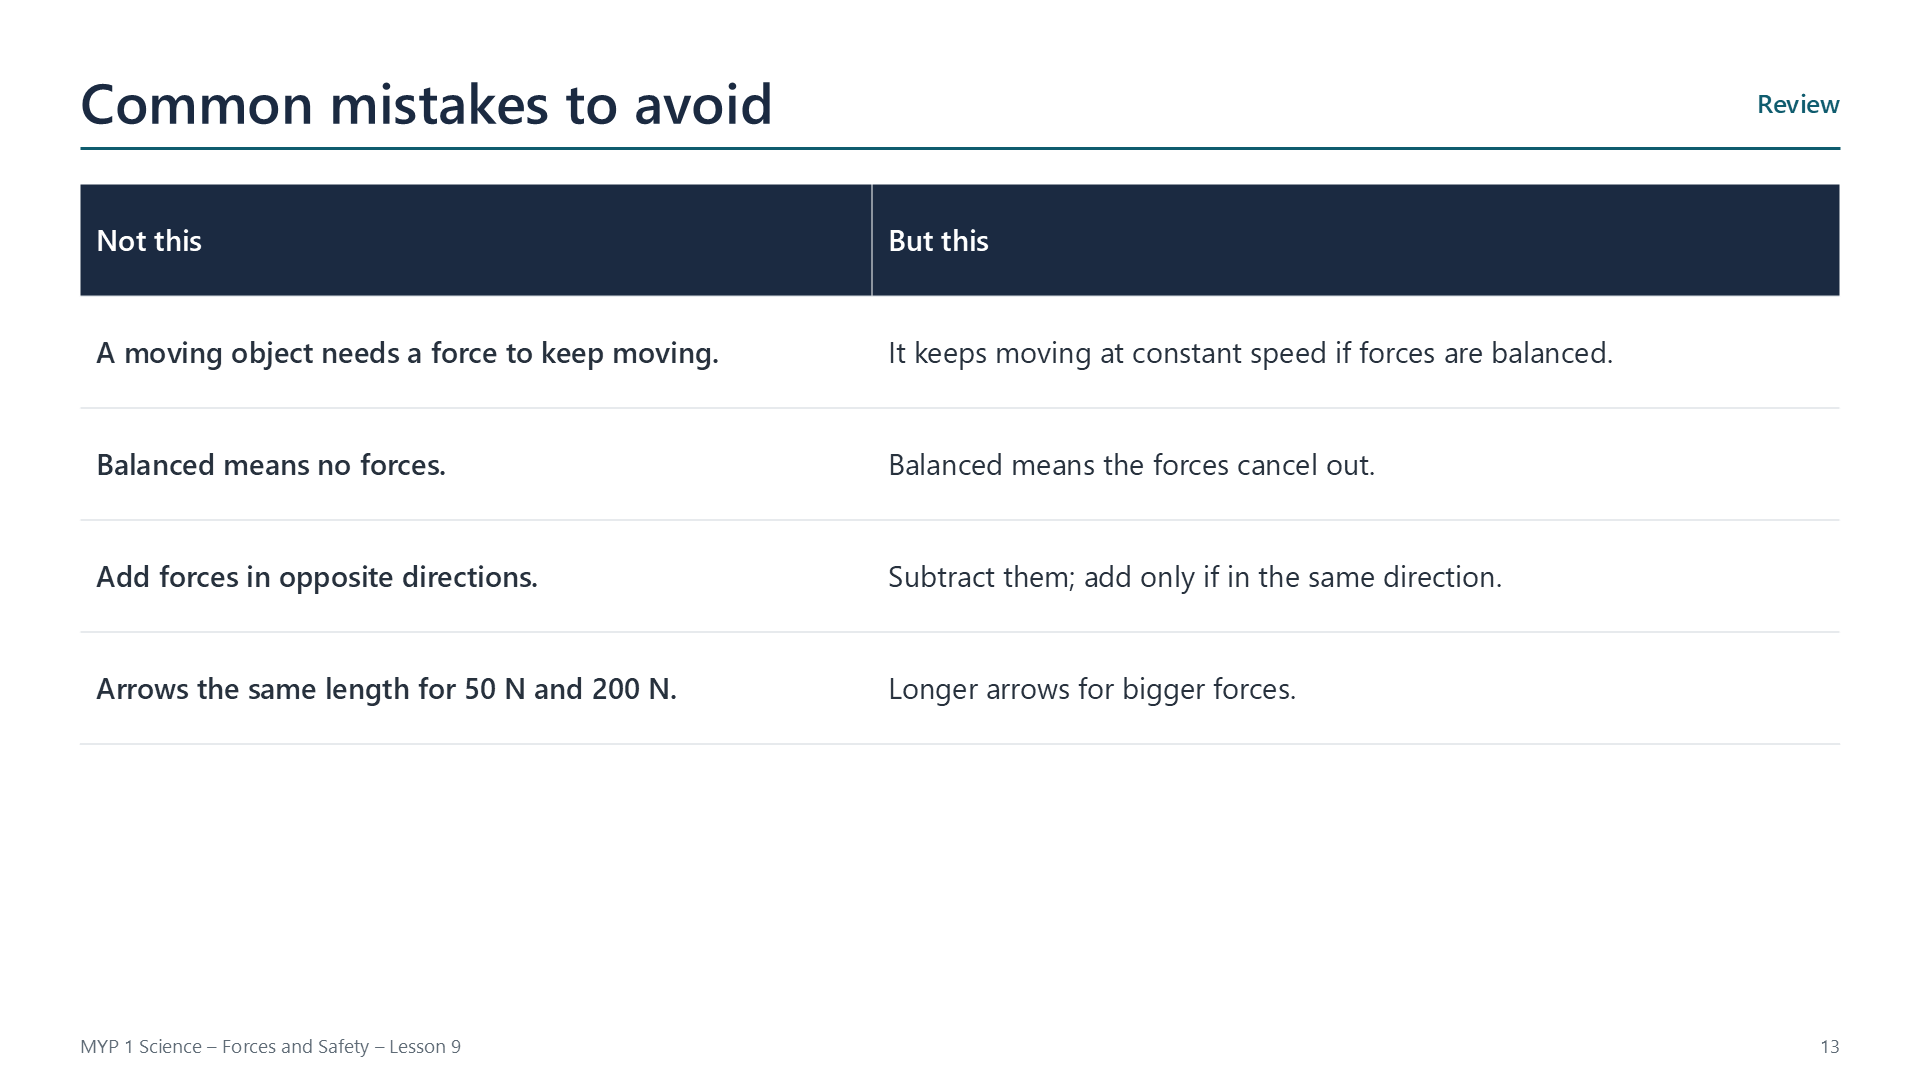 Common mistakes to avoid
Review
Not this
But this
A moving object needs a force to keep moving.
It keeps moving at constant speed if forces are balanced.
Balanced means no forces.
Balanced means the forces cancel out.
Add forces in opposite directions.
Subtract them; add only if in the same direction.
Arrows the same length for 50 N and 200 N.
Longer arrows for bigger forces.
MYP 1 Science – Forces and Safety – Lesson 9
13